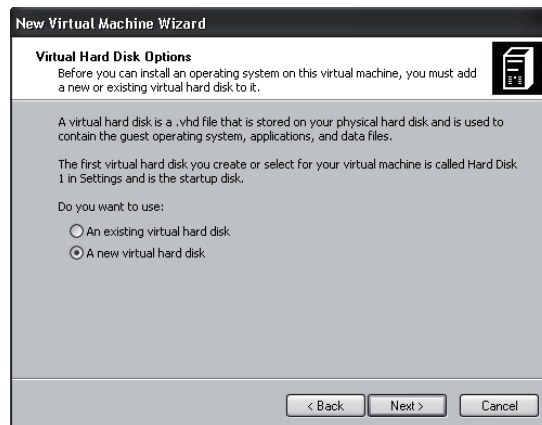 New Virtual Machine Wizard
Virtual Hard Disk Options
Before you can install an operating system on this virtual machine, you must add
a new or existing virtual hard disk to it.
A virtual hard disk is a .vhd file that is stored on your physical hard disk and is used to
contain the guest operating system, applications, and data files.
The first virtual hard disk you create or select for your virtual machine is called Hard Disk
1 in Settings and is the startup disk.
Do you want to use:
An existing virtual hard disk
A new virtual hard disk
< Back
Next >
Cancel